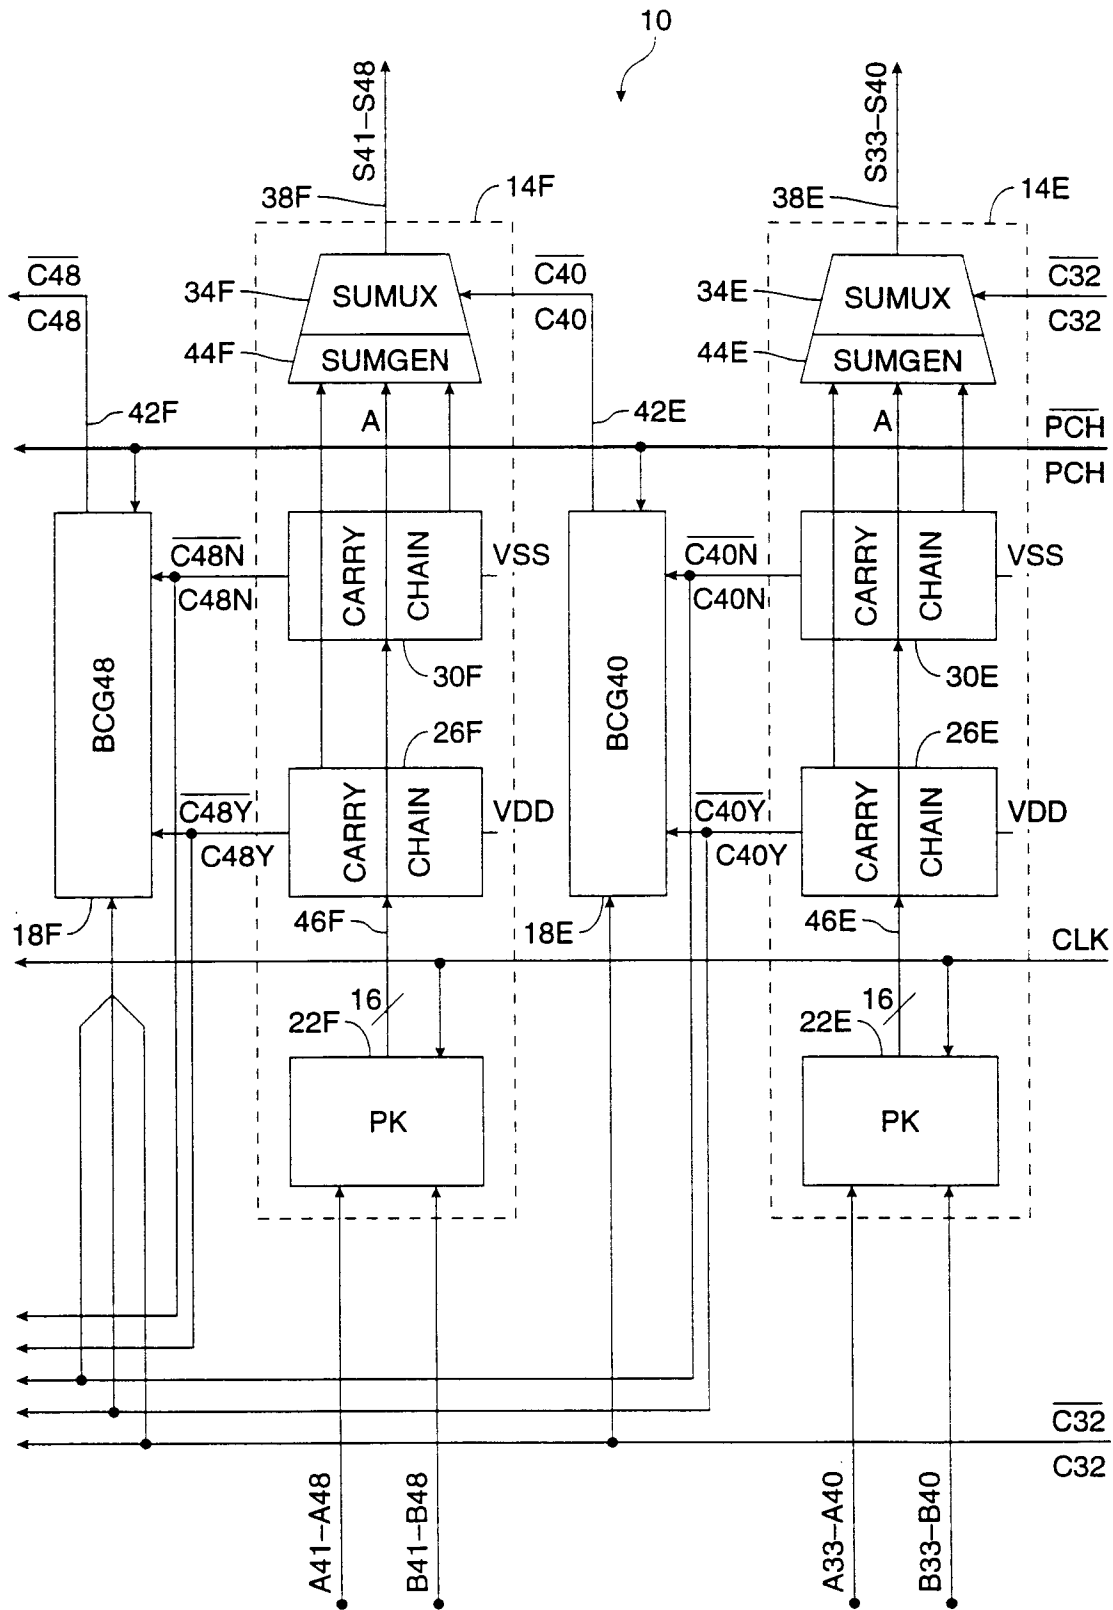 10
S41–S48
S33–S40
38F
14F
38E
14E
C48
C48
34F
SUMUX
C40
C40
34E
SUMUX
C32
C32
44F
SUMGEN
44E
SUMGEN
42F
A
42E
A
PCH
PCH
BCG48
C48N
C48N
CARRY
CHAIN
VSS
BCG40
C40N
C40N
CARRY
CHAIN
VSS
30F
30E
26F
26E
C48Y
C48Y
CARRY
CHAIN
VDD
C40Y
C40Y
CARRY
CHAIN
VDD
18F
46F
18E
46E
CLK
16
22F
16
22E
PK
PK
C32
C32
A41–A48
B41–B48
A33–A40
B33–B40